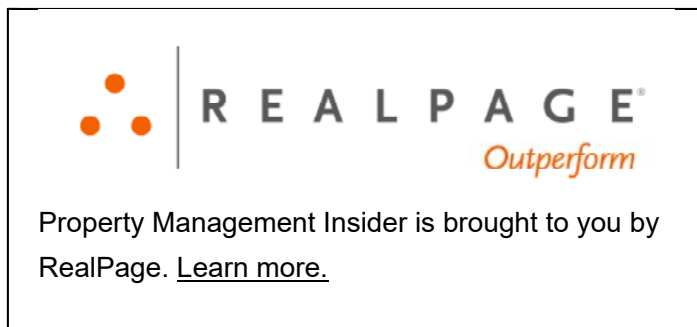 REALPAGE®
Outperform
Property Management Insider is brought to you by
RealPage. Learn more.